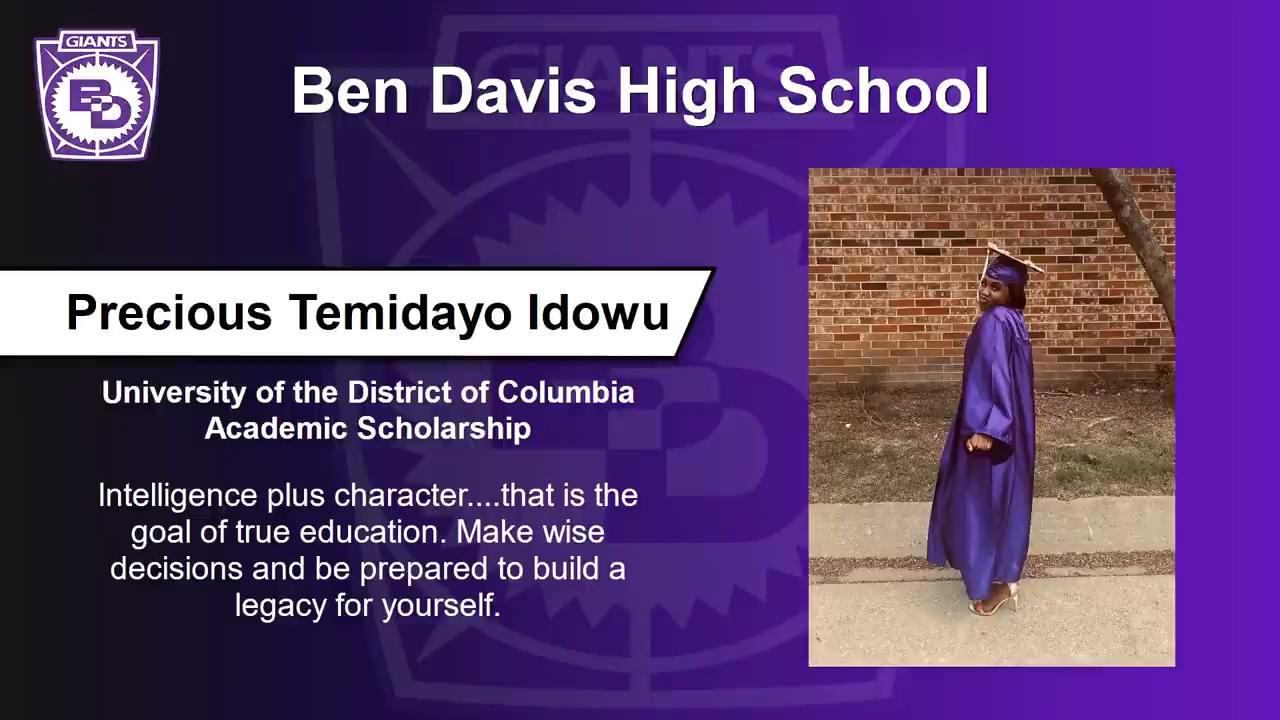 GIANTS
BD
Ben Davis High School
Precious Temidayo Idowu
University of the District of Columbia
Academic Scholarship
Intelligence plus character....that is the
goal of true education. Make wise
decisions and be prepared to build a
legacy for yourself.